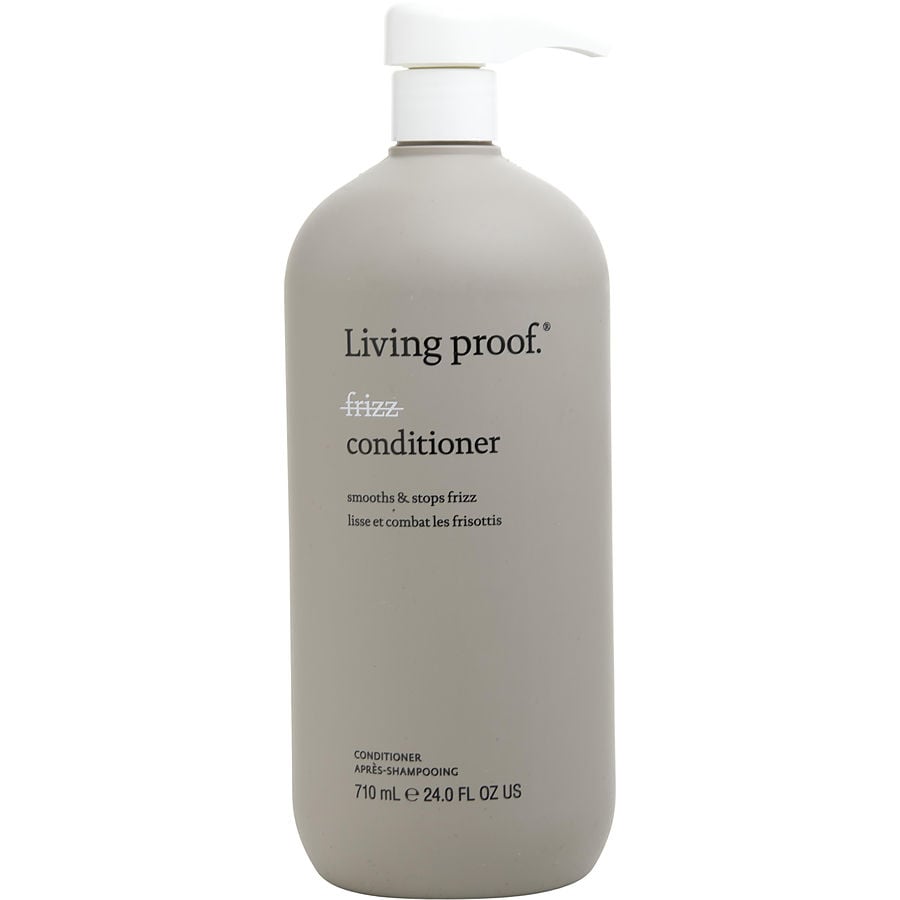 Living proof.®
frizz
conditioner
smooths & stops frizz
lisse et combat les frisottis
CONDITIONER
APRÈS-SHAMPOOING
710 mL ℮ 24.0 FL OZ US